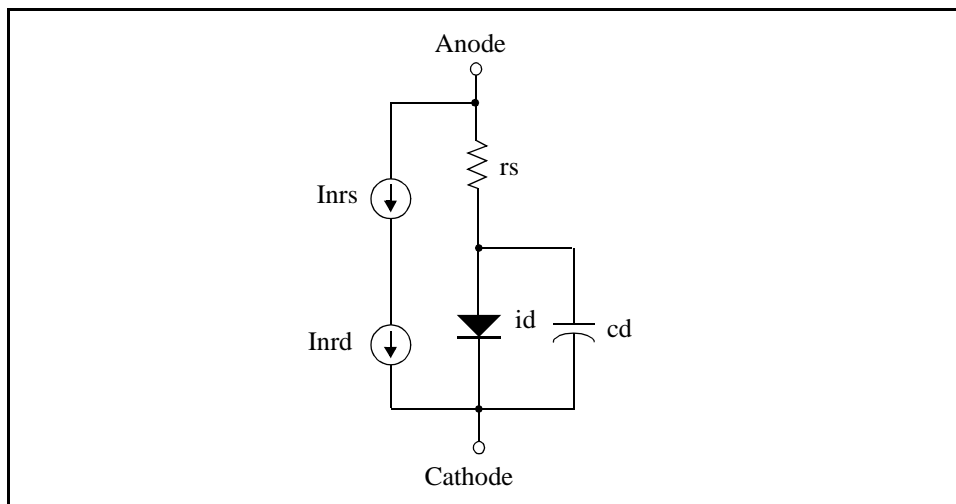 Anode
rs
Inrs
id
cd
Inrd
Cathode